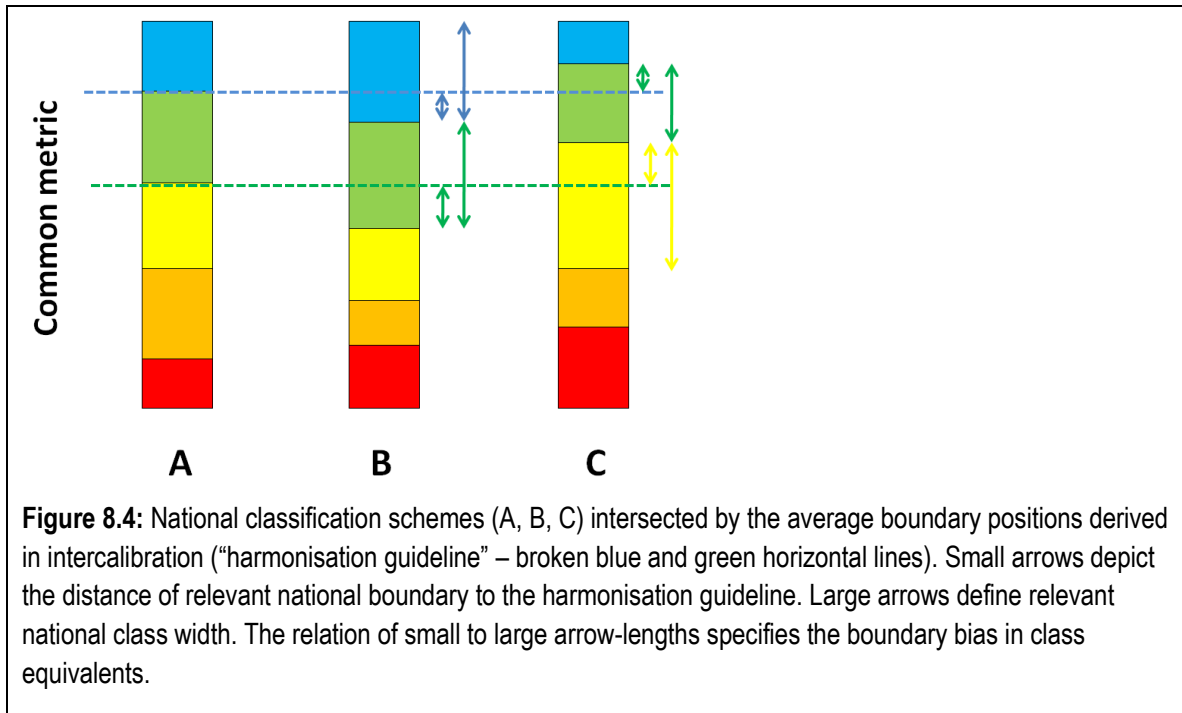 Common metric
A B C
Figure 8.4: National classification schemes (A, B, C) intersected by the average boundary positions derived
in intercalibration (“harmonisation guideline” – broken blue and green horizontal lines). Small arrows depict
the distance of relevant national boundary to the harmonisation guideline. Large arrows define relevant
national class width. The relation of small to large arrow-lengths specifies the boundary bias in class
equivalents.